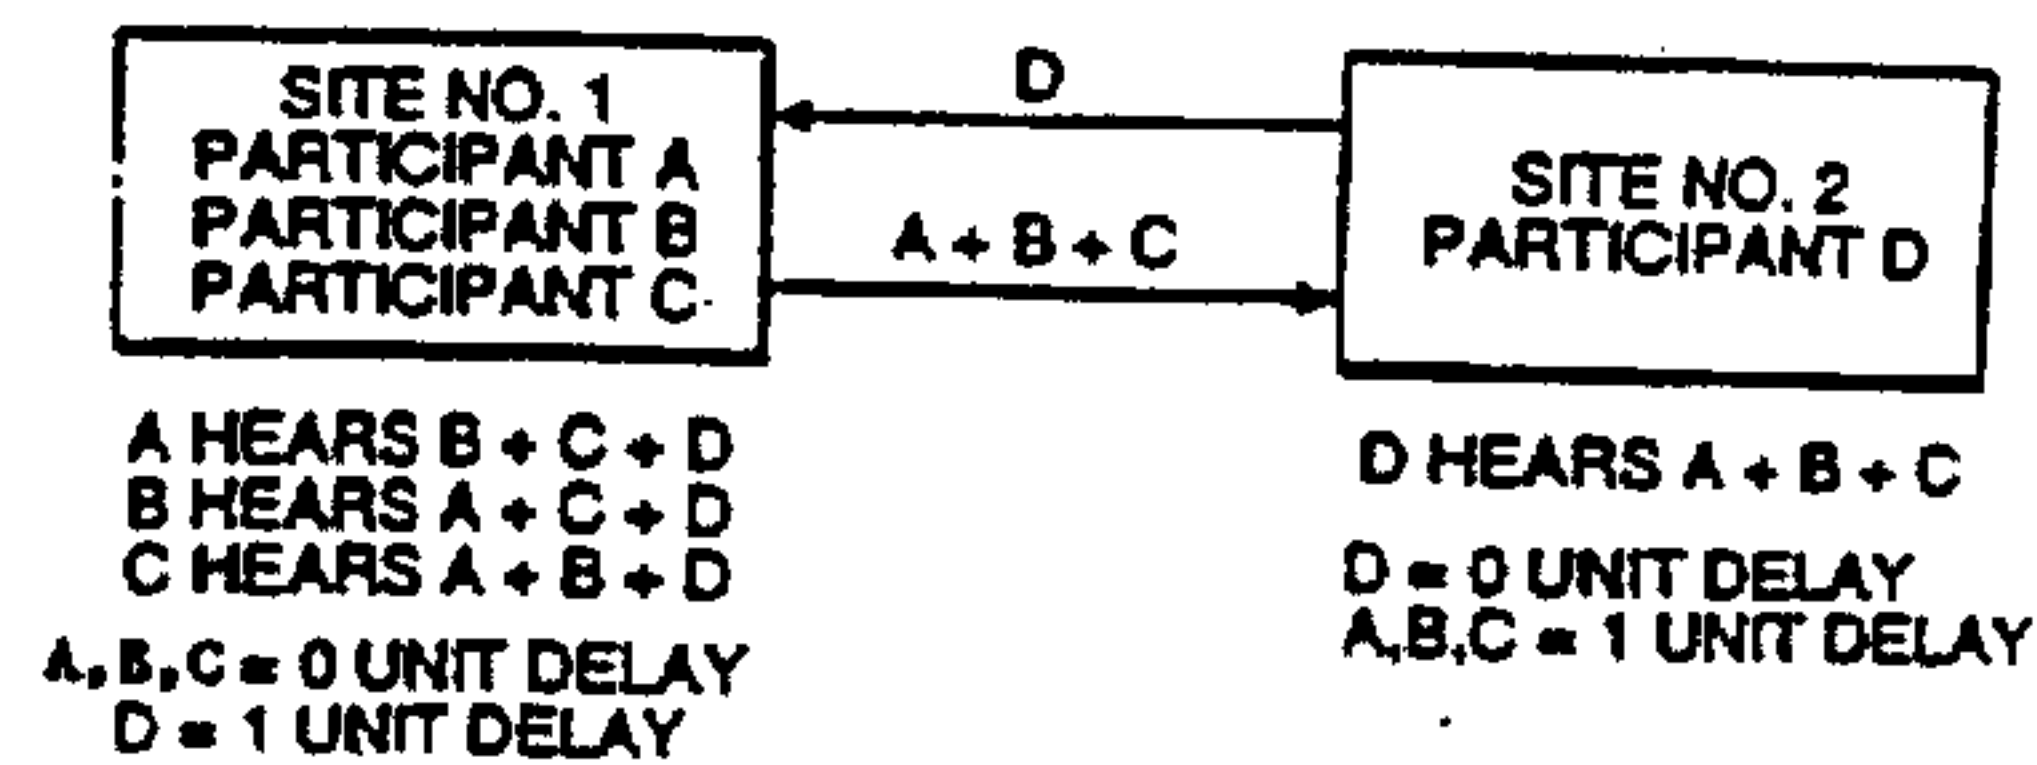 SITE NO. 1
PARTICIPANT A
PARTICIPANT B
PARTICIPANT C
D
A + B + C
SITE NO. 2
PARTICIPANT D
A HEARS B + C + D
B HEARS A + C + D
C HEARS A + B + D
A,B,C = 0 UNIT DELAY
D = 1 UNIT DELAY
D HEARS A + B + C
D = 0 UNIT DELAY
A,B,C = 1 UNIT DELAY